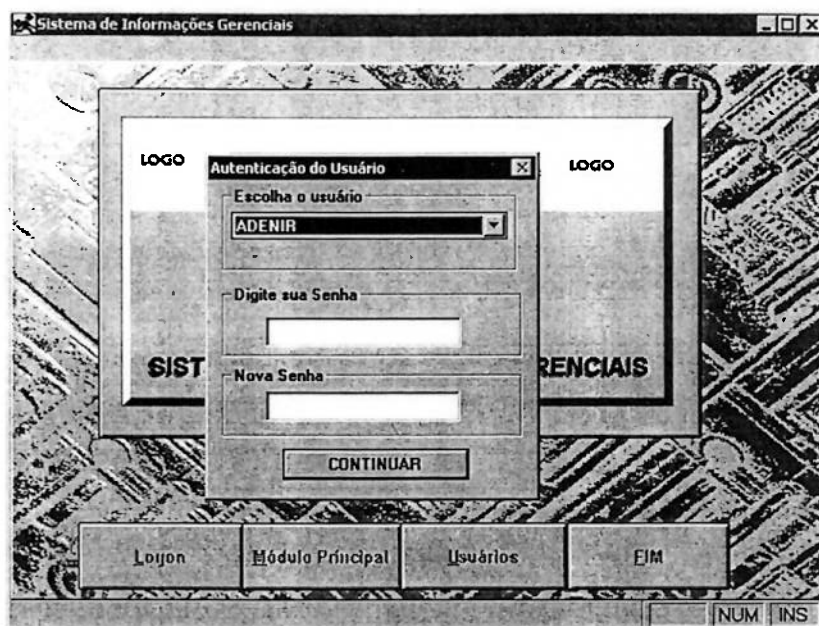 Sistema de Informações Gerenciais
LOGO
LOGO
Autenticação do Usuário
Escolha o usuário
ADENIR
Digite sua Senha
SIST
RENCIAIS
Nova Senha
CONTINUAR
Logon
Módulo Principal
Usuários
FIM
NUM INS